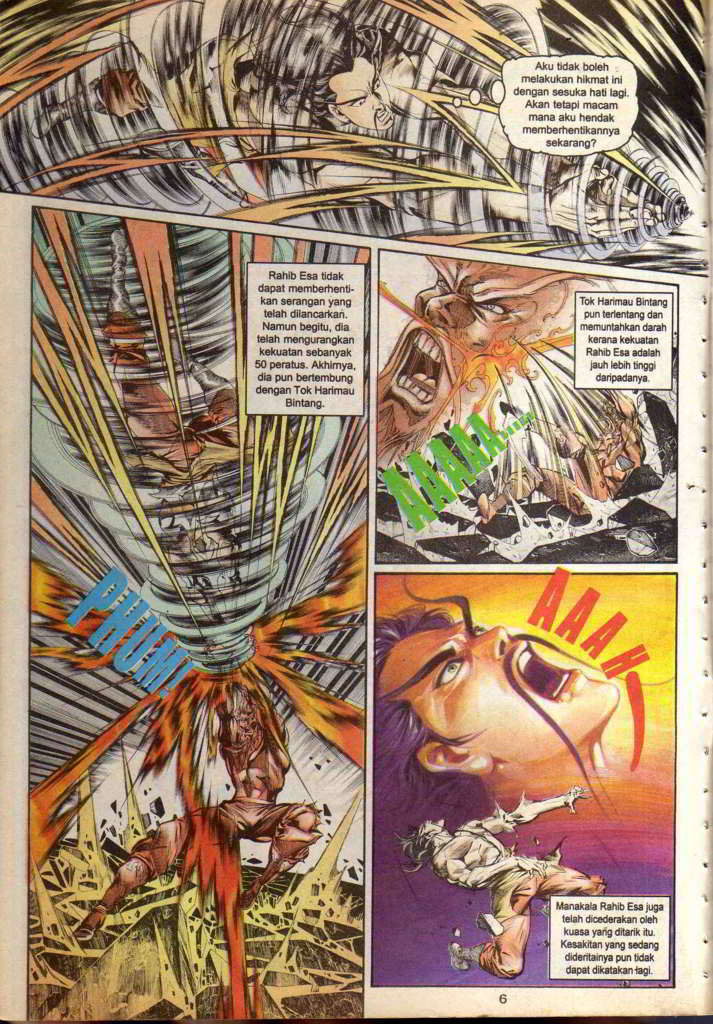 Aku tidak boleh
melakukan hikmat ini
dengan sesuka hati lagi.
Akan tetapi macam
mana aku hendak
memberhentikannya
sekarang?
Rahib Esa tidak
dapat memberhenti-
kan serangan yang
telah dilancarkan.
Namun begitu, dia
telah mengurangkan
kekuatan sebanyak
50 peratus. Akhirnya,
dia pun bertembung
dengan Tok Harimau
Bintang.
PHUM!
Tok Harimau Bintang
pun terlentang dan
memuntahkan darah
kerana kekuatan
Rahib Esa adalah
jauh lebih tinggi
daripadanya.
AAAAA.....
AAAH
Manakala Rahib Esa juga
telah dicederakan oleh
kuasa yang ditarik itu.
Kesakitan yang sedang
dideritainya pun tidak
dapat dikatakan lagi.
6